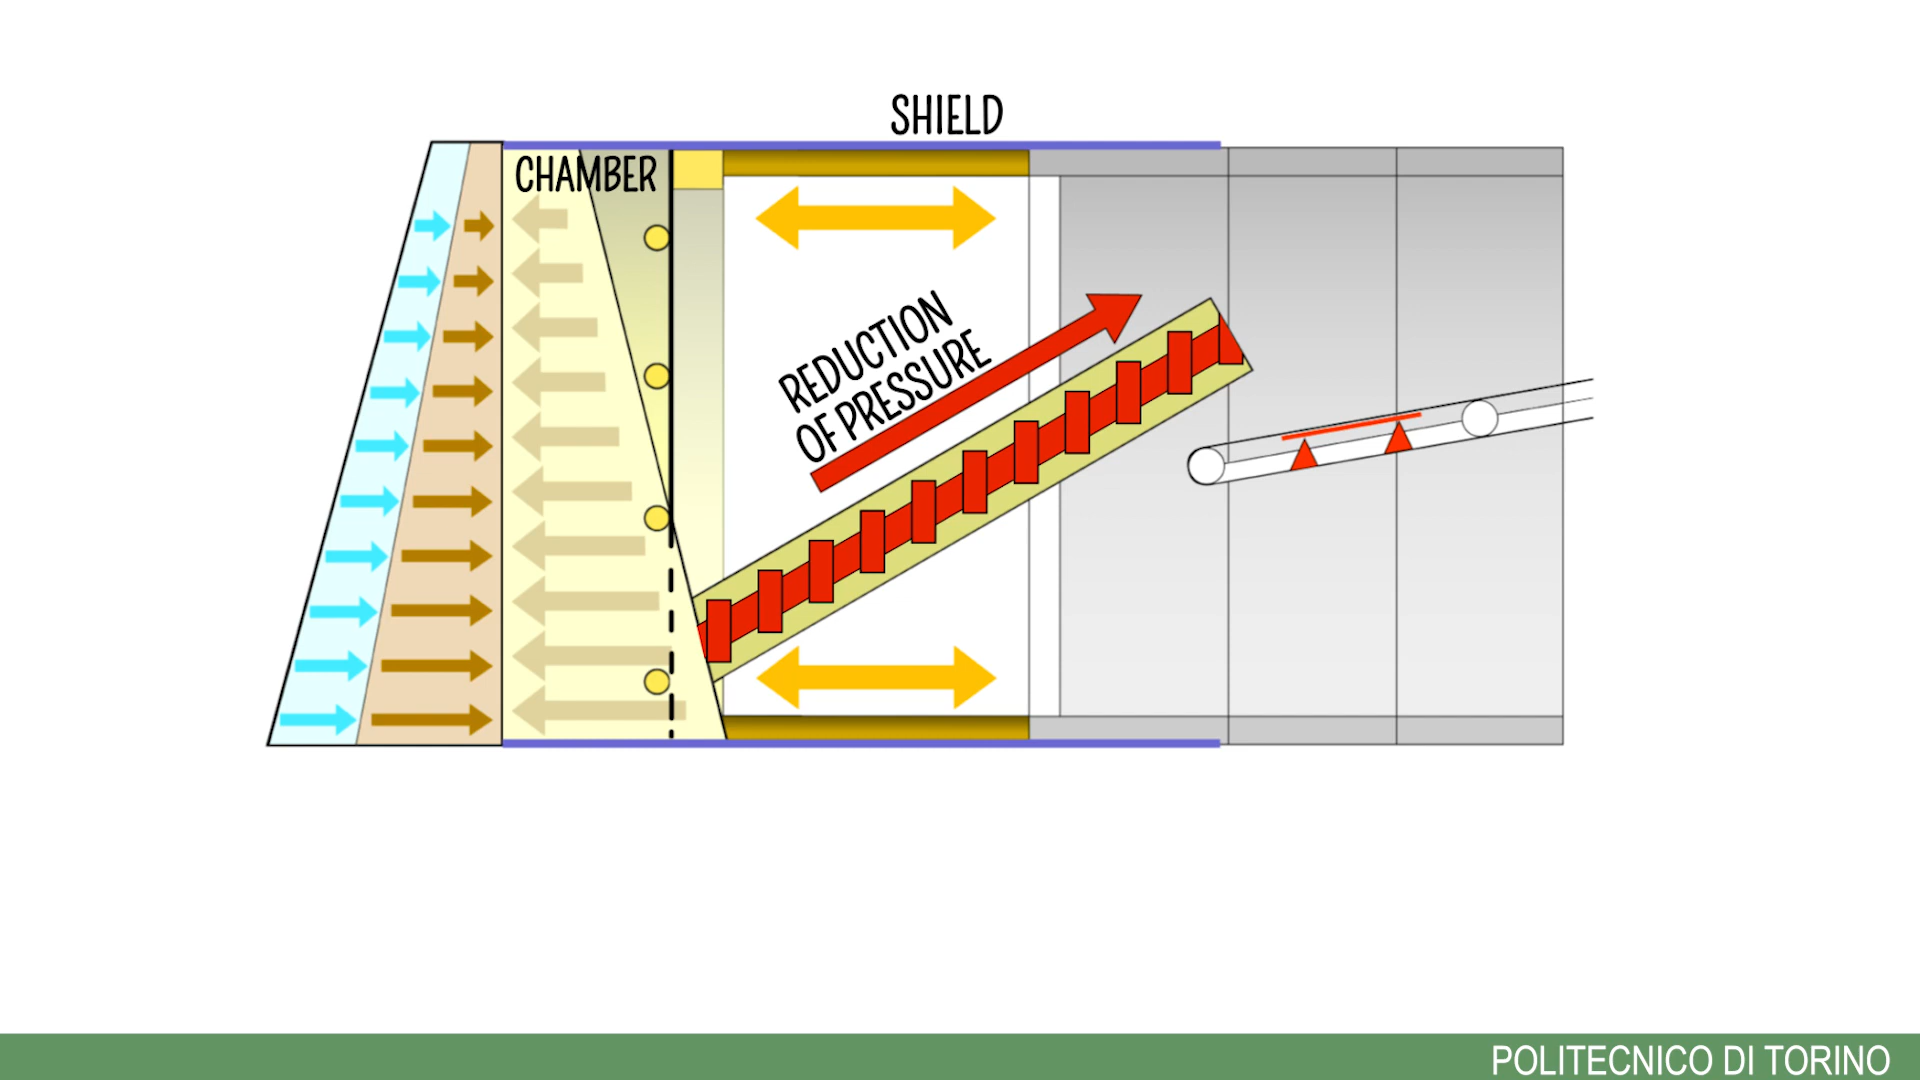 SHIELD
CHAMBER
REDUCTION
OF PRESSURE
POLITECNICO DI TORINO